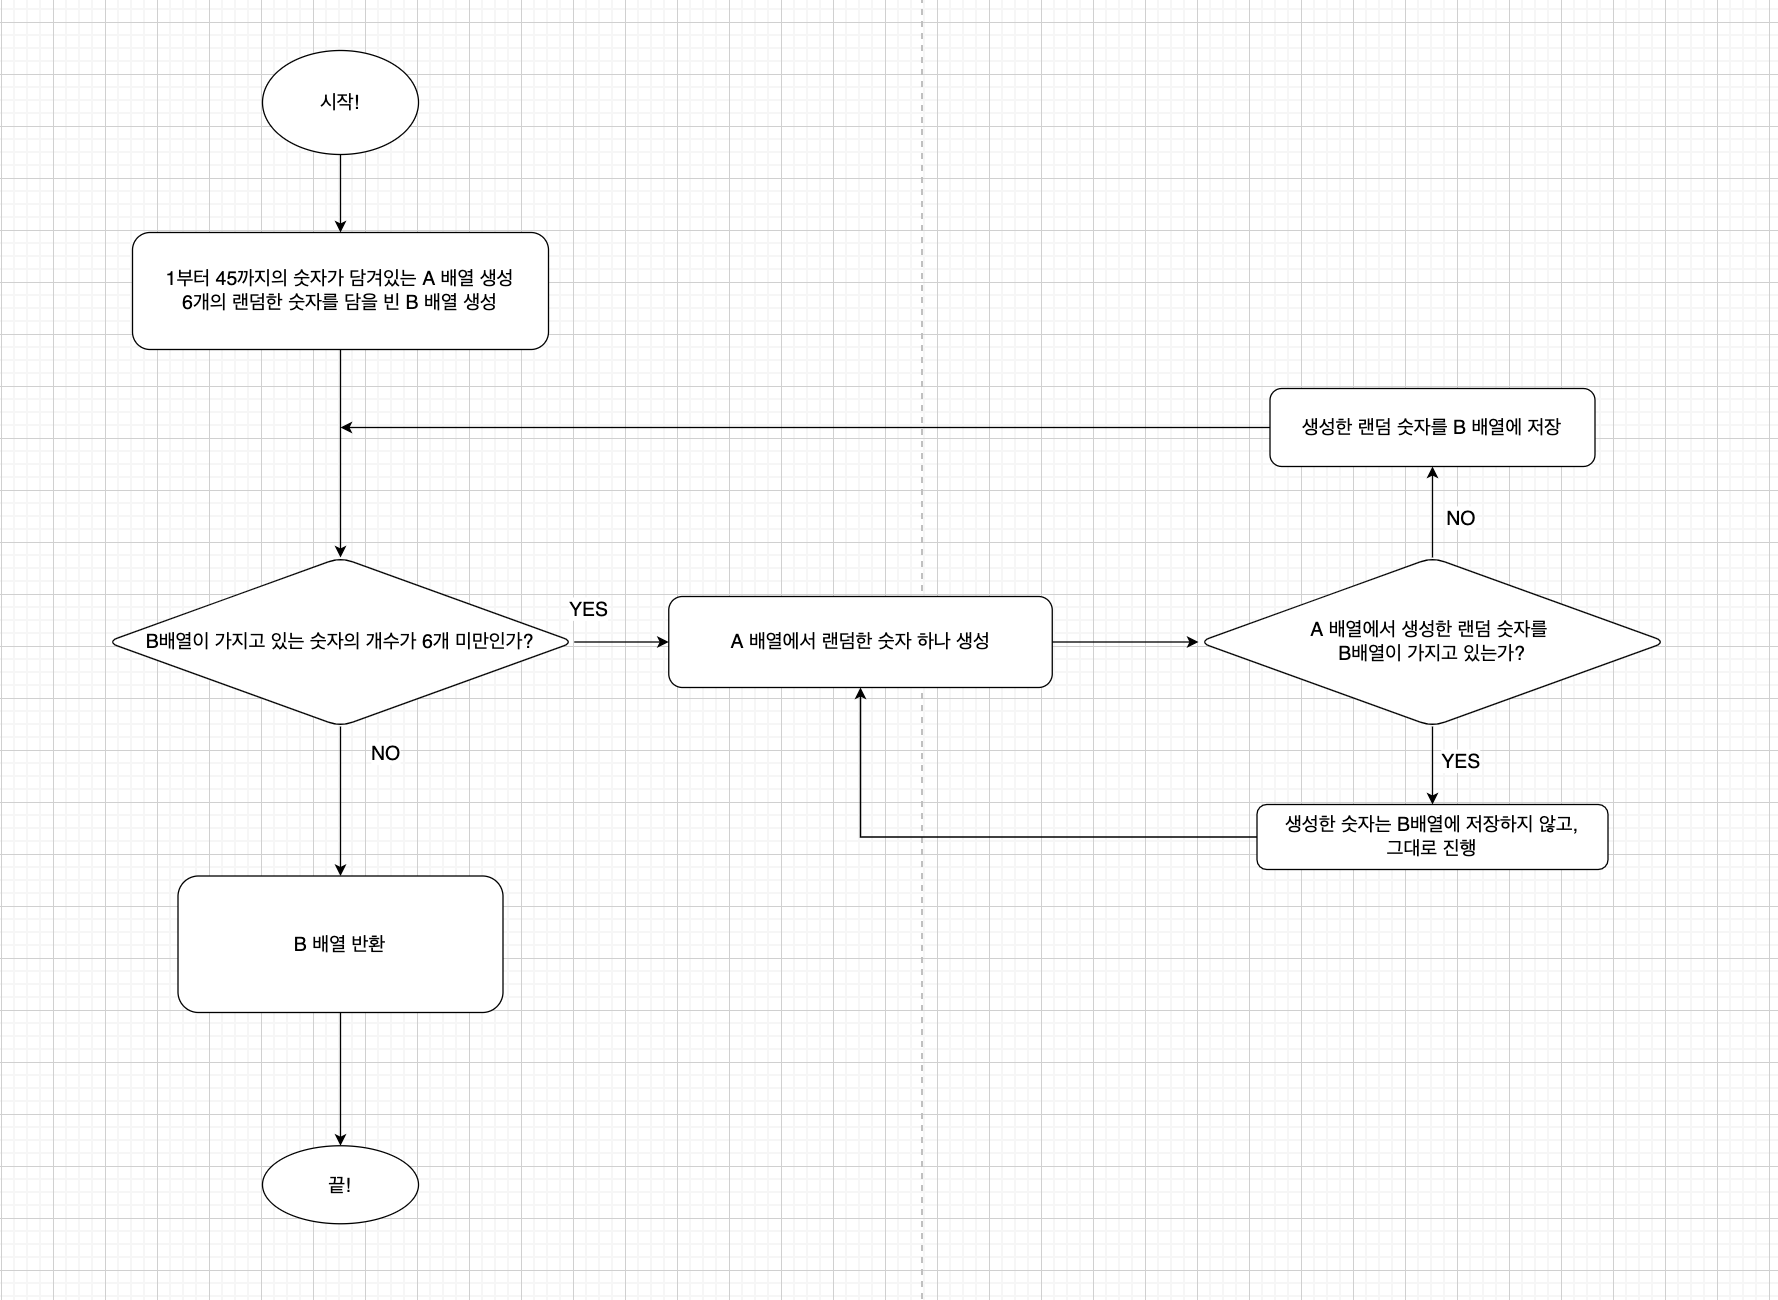 시작!
1부터 45까지의 숫자가 담겨있는 A 배열 생성
6개의 랜덤한 숫자를 담을 빈 B 배열 생성
생성한 랜덤 숫자를 B 배열에 저장
NO
B배열이 가지고 있는 숫자의 개수가 6개 미만인가?
YES
A 배열에서 랜덤한 숫자 하나 생성
A 배열에서 생성한 랜덤 숫자를
B배열이 가지고 있는가?
NO
YES
생성한 숫자는 B배열에 저장하지 않고,
그대로 진행
B 배열 반환
끝!